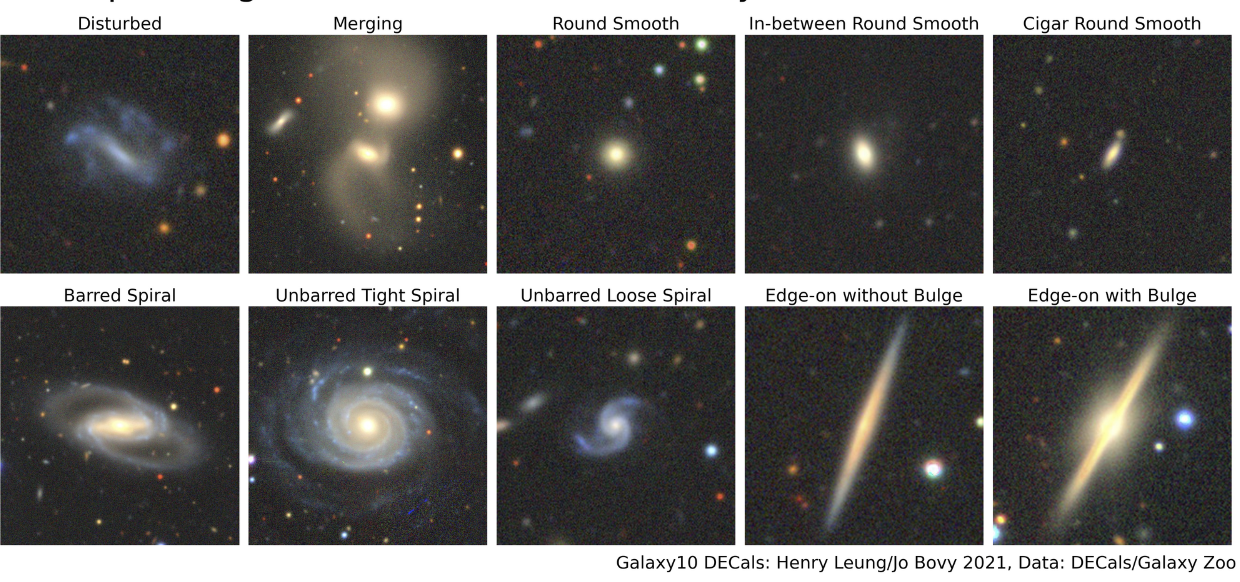 Disturbed
Merging
Round Smooth
In-between Round Smooth
Cigar Round Smooth
Barred Spiral
Unbarred Tight Spiral
Unbarred Loose Spiral
Edge-on without Bulge
Edge-on with Bulge
Galaxy10 DECals: Henry Leung/Jo Bovy 2021, Data: DECals/Galaxy Zoo